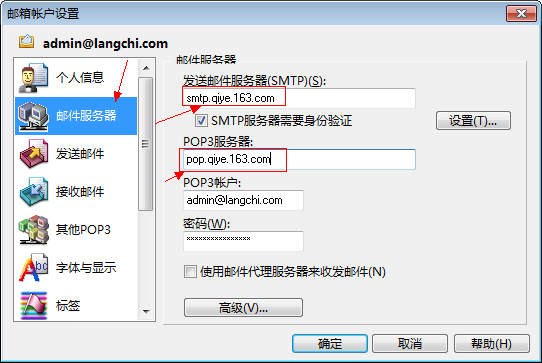 邮箱帐户设置
admin@langchi.com
个人信息
邮件服务器
发送邮件
接收邮件
其他POP3
字体与显示
标签
邮件服务器
发送邮件服务器(SMTP)(S):
smtp.qiye.163.com
SMTP服务器需要身份验证
设置(T)...
POP3服务器:
pop.qiye.163.com
POP3帐户:
admin@langchi.com
密码(W):
****************
使用邮件代理服务器来收发邮件(N)
高级(V)...
确定
取消
帮助(H)